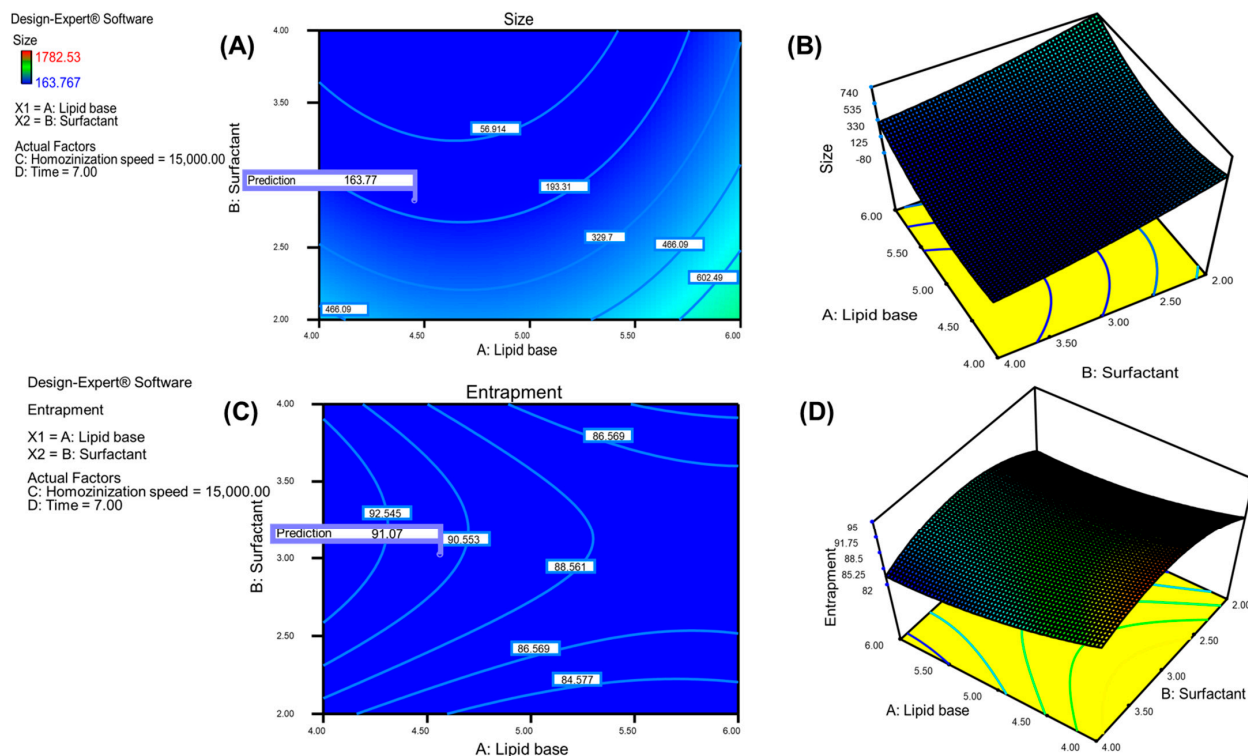 Design-Expert® Software
Size
1782.53
163.767
X1 = A: Lipid base
X2 = B: Surfactant
Actual Factors
C: Homozinization speed = 15,000.00
D: Time = 7.00
(A)
Size
4.00
3.50
2.50
2.00
B: Surfactant
56.914
Prediction 163.77
193.31
329.7
466.09
602.49
466.09
4.00 4.50 5.00 5.50 6.00
A: Lipid base
(B)
740
535
330
125
-80
Size
6.00
5.50
5.00
4.50
4.00
A: Lipid base
2.00
2.50
3.00
3.50
4.00
B: Surfactant
Design-Expert® Software
Entrapment
X1 = A: Lipid base
X2 = B: Surfactant
Actual Factors
C: Homozinization speed = 15,000.00
D: Time = 7.00
(C)
Entrapment
4.00
3.50
3.00
2.50
2.00
B: Surfactant
86.569
92.545
Prediction 91.07
90.553
88.561
86.569
84.577
4.00 4.50 5.00 5.50 6.00
A: Lipid base
(D)
95
91.75
88.5
85.25
82
Entrapment
6.00
5.50
5.00
4.50
4.00
A: Lipid base
2.00
2.50
3.00
3.50
4.00
B: Surfactant